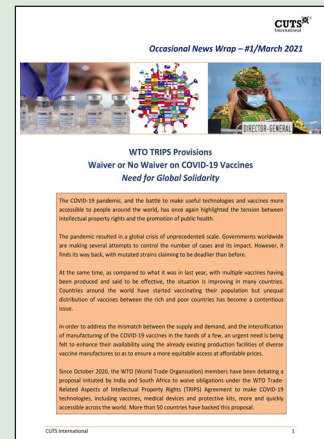 CUTS
International
Occasional News Wrap – #1/March 2021
DIRECTOR-GENERAL
WTO TRIPS Provisions
Waiver or No Waiver on COVID-19 Vaccines
Need for Global Solidarity
The COVID-19 pandemic, and the battle to make useful technologies and vaccines more
accessible to people around the world, has once again highlighted the tension between
intellectual property rights and the promotion of public health.
The pandemic resulted in a global crisis of unprecedented scale. Governments worldwide
are making several attempts to control the number of cases and its impact. However, it
finds its way back, with mutated strains claiming to be deadlier than before.
At the same time, as compared to what it was in last year, with multiple vaccines having
been produced and said to be effective, the situation is improving in many countries.
Countries around the world have started vaccinating their population but unequal
distribution of vaccines between the rich and poor countries has become a contentious
issue.
In order to address the mismatch between the supply and demand, and the intensification
of manufacturing of the COVID-19 vaccines in the hands of a few, an urgent need is being
felt to enhance their availability using the already existing production facilities of diverse
vaccine manufactures so as to ensure a more equitable access at affordable prices.
Since October 2020, the WTO (World Trade Organisation) members have been debating a
proposal initiated by India and South Africa to waive obligations under the WTO Trade-
Related Aspects of Intellectual Property Rights (TRIPS) Agreement to make COVID-19
technologies, including vaccines, medical devices and protective kits, more and quickly
accessible across the world. More than 50 countries have backed this proposal.
CUTS International
1